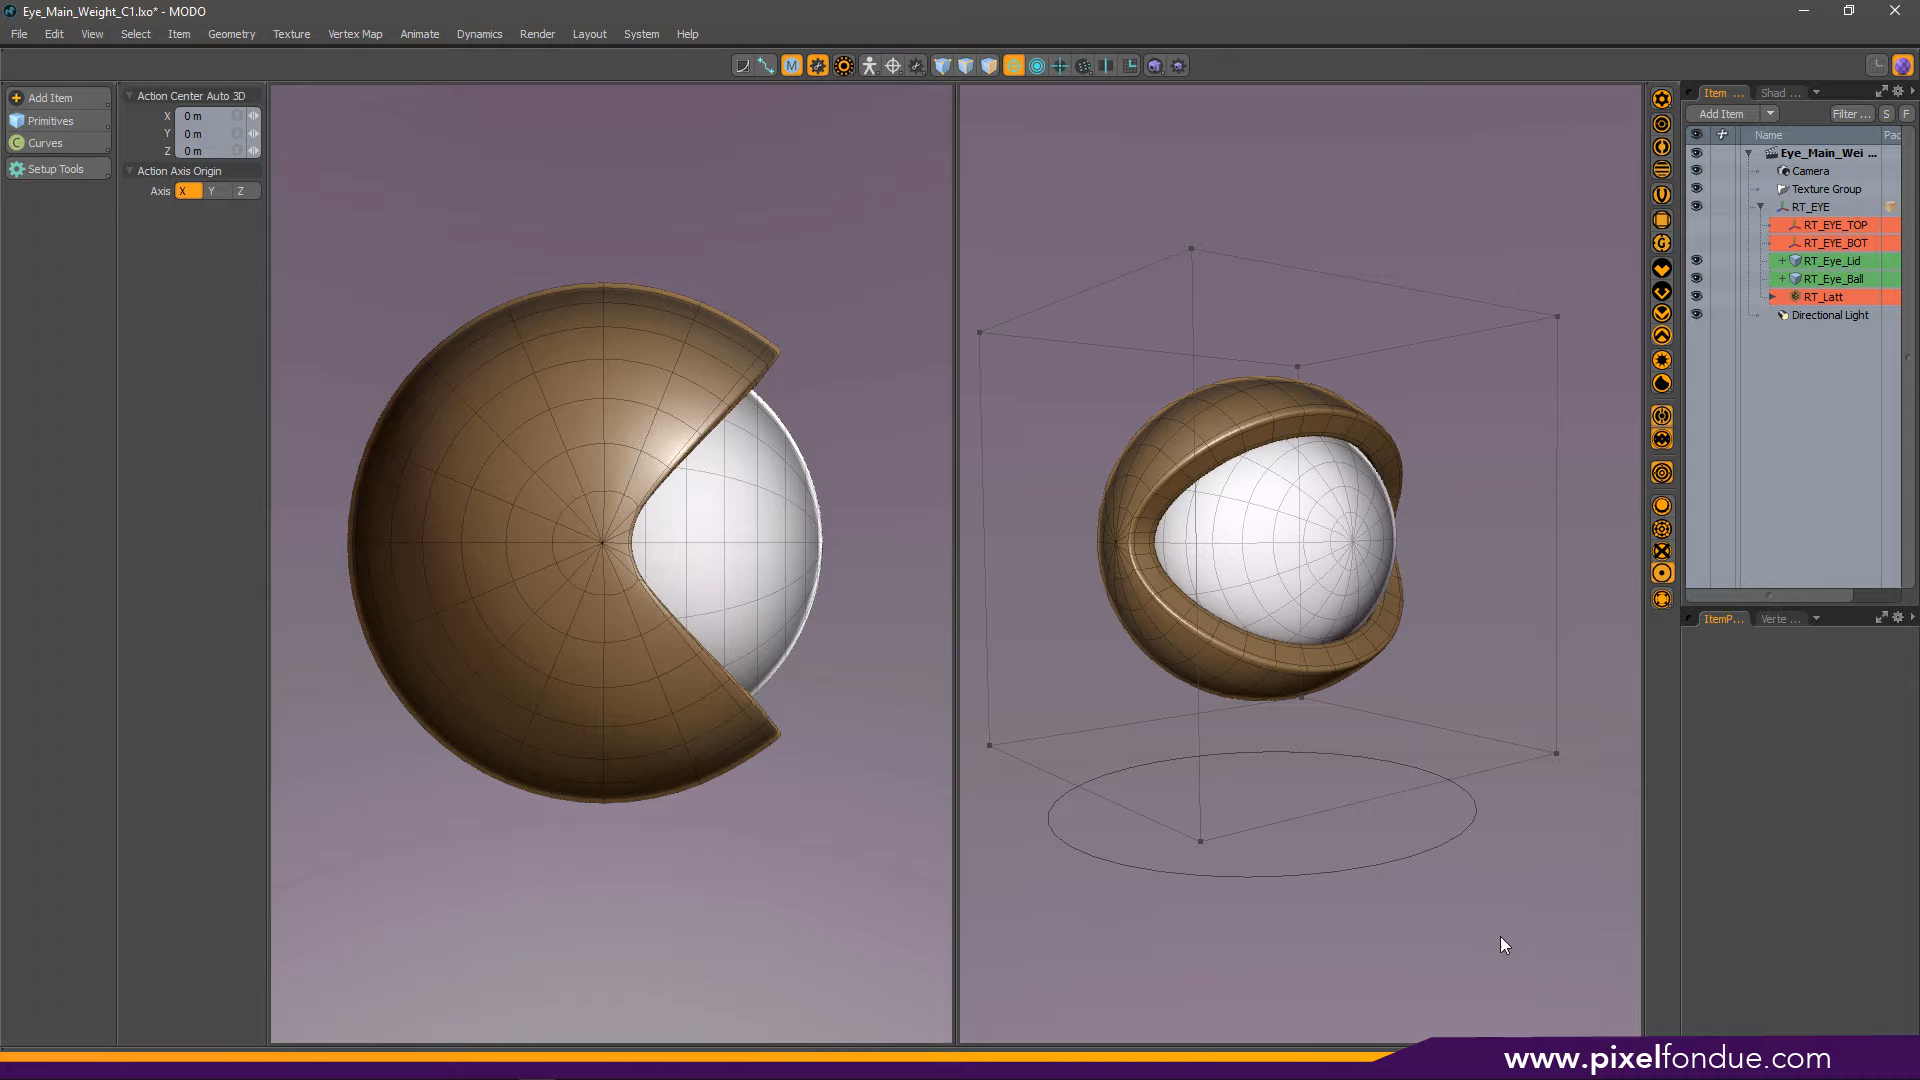 Eye_Main_Weight_C1.lxo* - MODO
File Edit View Select Item Geometry Texture Vertex Map Animate Dynamics Render Layout System Help
Add Item
Primitives
Curves
Setup Tools
Action Center Auto 3D
X 0 m
Y 0 m
Z 0 m
Action Axis Origin
Axis X Y Z
Item ... Shad ...
Add Item Filter ... S F
Name Pac
Eye_Main_Wei ...
Camera
Texture Group
RT_EYE
RT_EYE_TOP
RT_EYE_BOT
RT_Eye_Lid
RT_Eye_Ball
RT_Latt
Directional Light
ItemP... Verte ...
www.pixelfondue.com